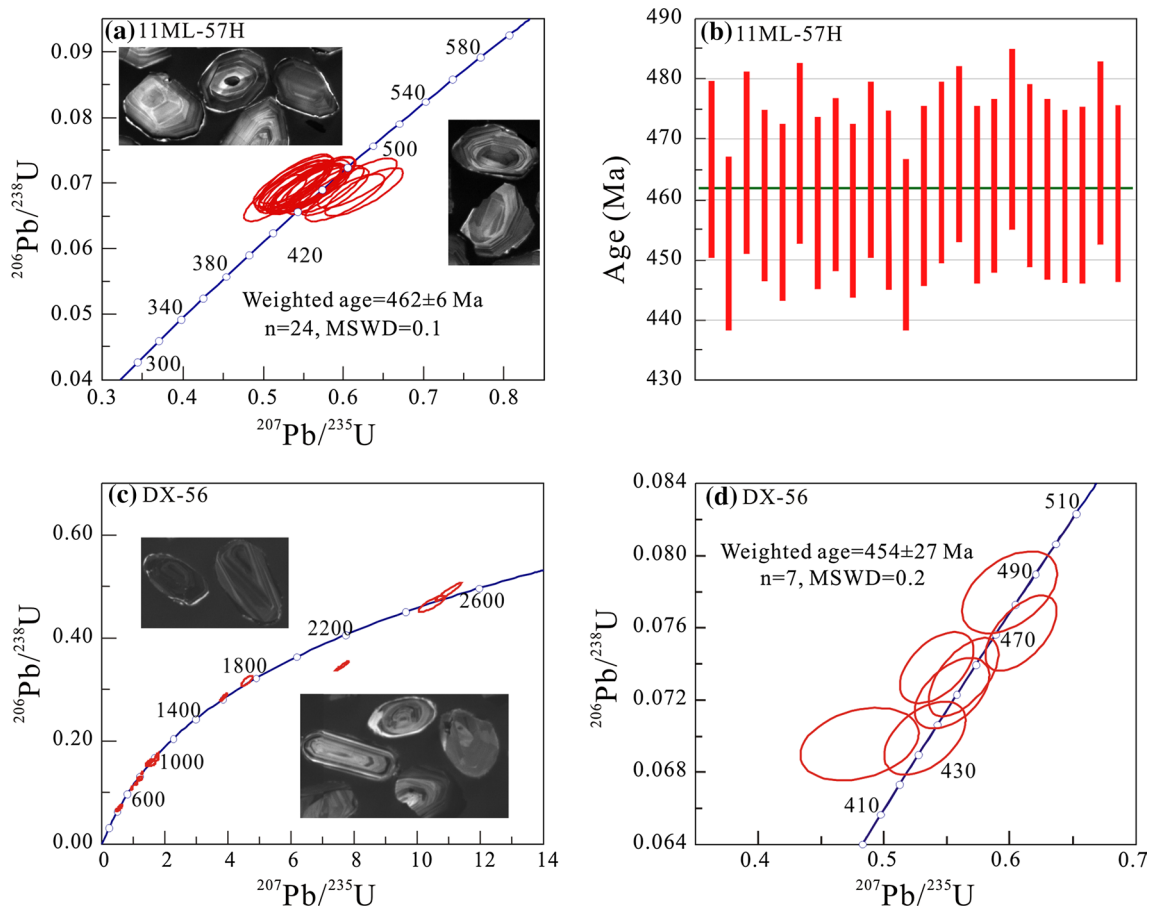 (a) 11ML-57H
0.09
0.08
0.07
0.06
0.05
0.04
0.3 0.4 0.5 0.6 0.7 0.8
²⁰⁶Pb/²³⁸U
²⁰⁷Pb/²³⁵U
580
540
500
420
380
340
300
Weighted age=462±6 Ma
n=24, MSWD=0.1
(b) 11ML-57H
490
480
470
460
450
440
430
Age (Ma)
(c) DX-56
0.60
0.40
0.20
0.00
0 2 4 6 8 10 12 14
²⁰⁶Pb/²³⁸U
²⁰⁷Pb/²³⁵U
2600
2200
1800
1400
1000
600
(d) DX-56
0.084
0.080
0.076
0.072
0.068
0.064
0.4 0.5 0.6 0.7
²⁰⁶Pb/²³⁸U
²⁰⁷Pb/²³⁵U
510
Weighted age=454±27 Ma
n=7, MSWD=0.2
490
470
430
410